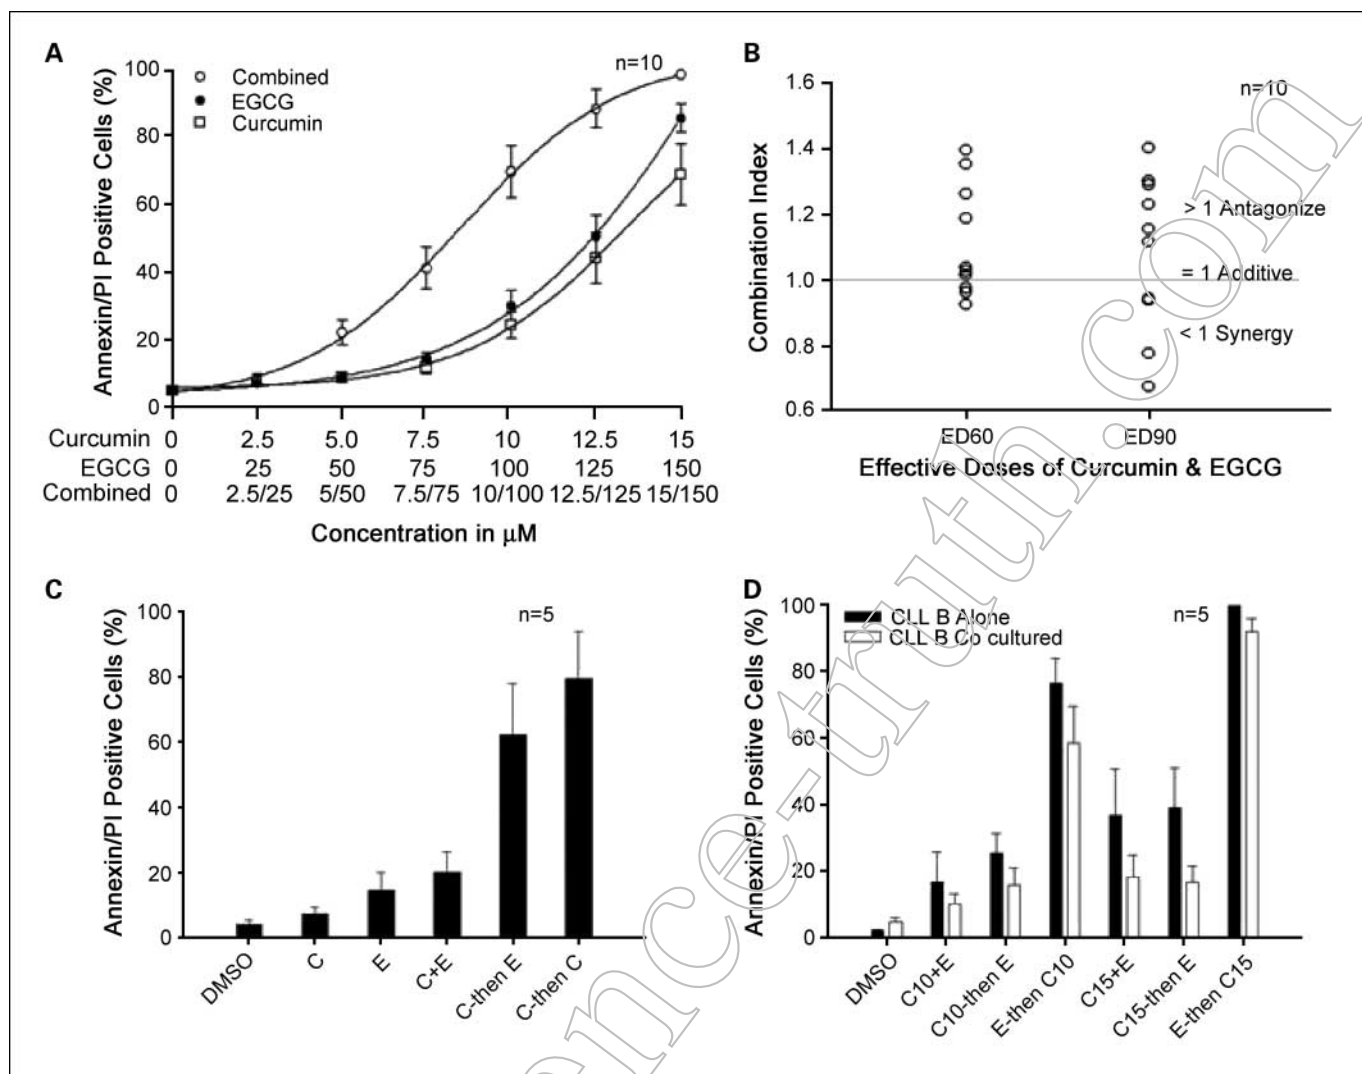 A
Annexin/PI Positive Cells (%)
100
80
60
40
20
0
Combined
EGCG
Curcumin
n=10
Curcumin 0 2.5 5.0 7.5 10 12.5 15
EGCG 0 25 50 75 100 125 150
Combined 0 2.5/25 5/50 7.5/75 10/100 12.5/125 15/150
Concentration in µM
B
Combination Index
1.6
1.4
1.2
1.0
0.8
0.6
n=10
> 1 Antagonize
= 1 Additive
< 1 Synergy
ED60 ED90
Effective Doses of Curcumin & EGCG
C
Annexin/PI Positive Cells (%)
100
80
60
40
20
0
n=5
DMSO
C
E
C+E
C-then E
C-then C
D
Annexin/PI Positive Cells (%)
100
80
60
40
20
0
CLL B Alone
CLL B Co cultured
n=5
DMSO
C10+E
C10-then E
E-then C10
C15+E
C15-then E
E-then C15
ence-truth.com